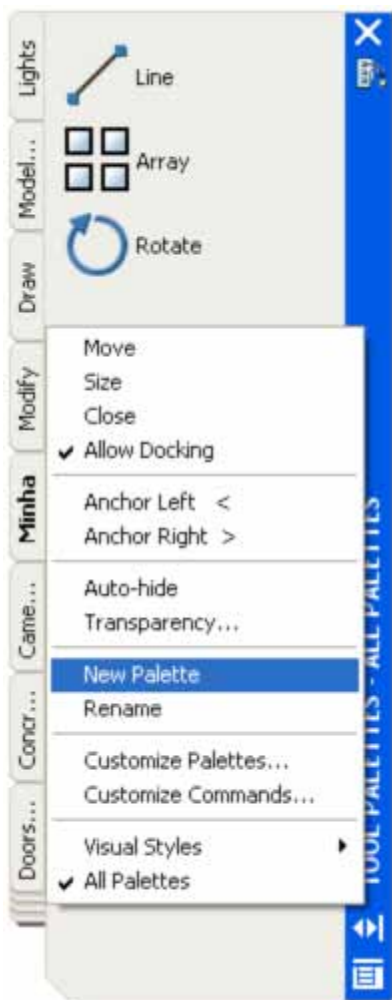 Line
Array
Rotate
Lights
Model...
Draw
Modify
Minha
Came...
Concr...
Doors...
Move
Size
Close
Allow Docking
Anchor Left <
Anchor Right >
Auto-hide
Transparency...
New Palette
Rename
Customize Palettes...
Customize Commands...
Visual Styles
All Palettes
TOOL PALETTES - ALL PALETTES